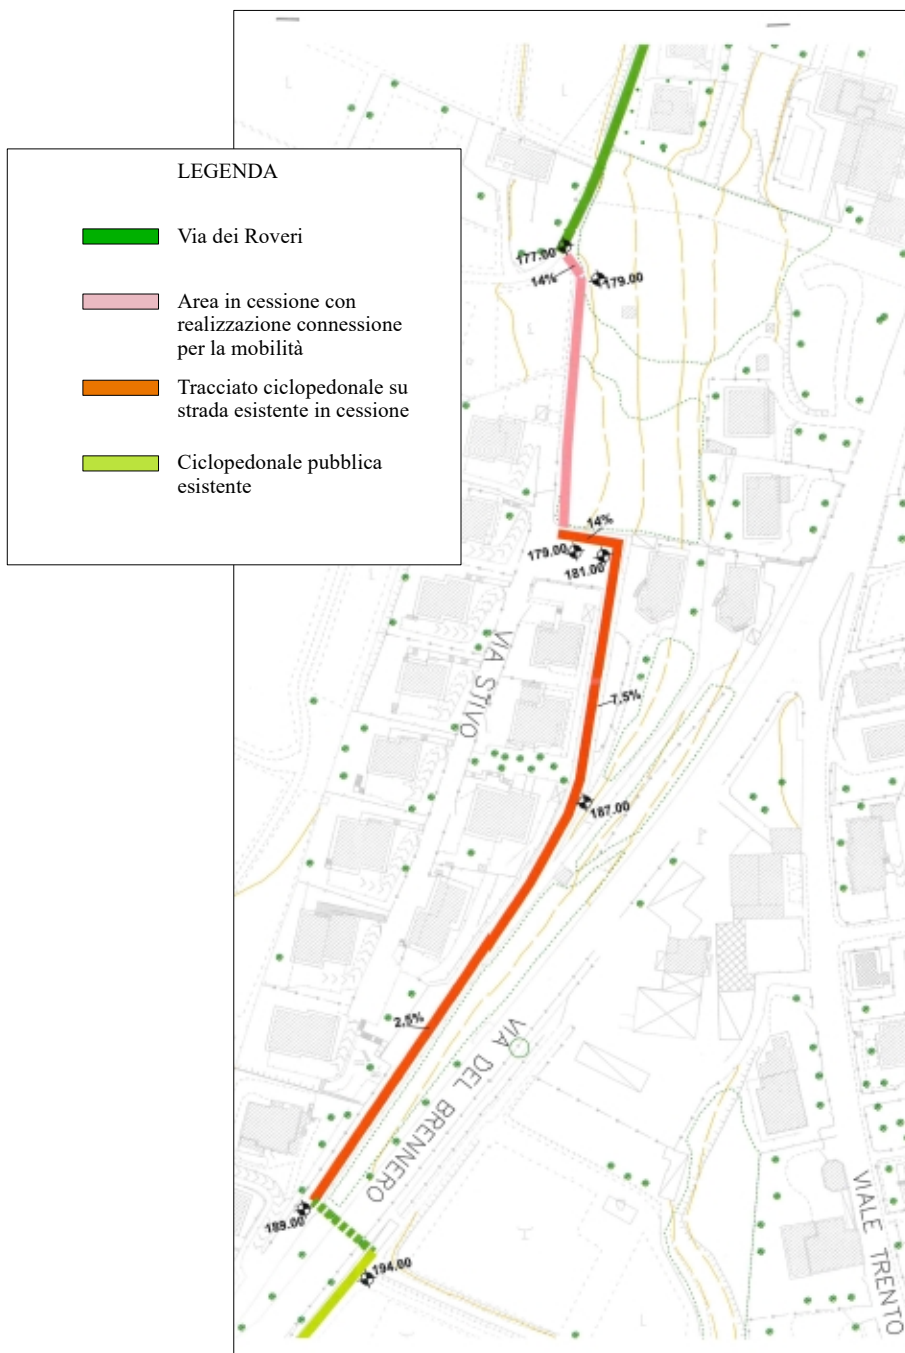 LEGENDA
Via dei Roveri
Area in cessione con
realizzazione connessione
per la mobilità
Tracciato ciclopedonale su
strada esistente in cessione
Ciclopedonale pubblica
esistente
177.00
14%
179.00
14%
179.00
181.00
VIA STIVO
7,5%
187.00
2,5%
VIA DEL BRENNERO
189.00
194.00
VIALE TRENTO